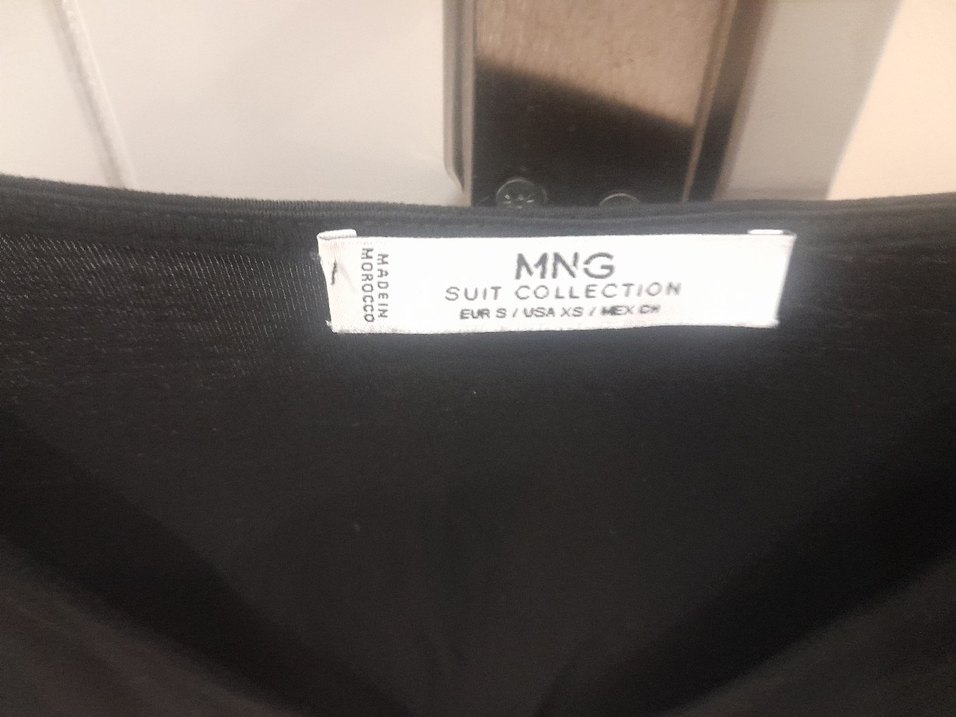 MADE IN
MOROCCO
MNG
SUIT COLLECTION
EUR S / USA XS / MEX CH